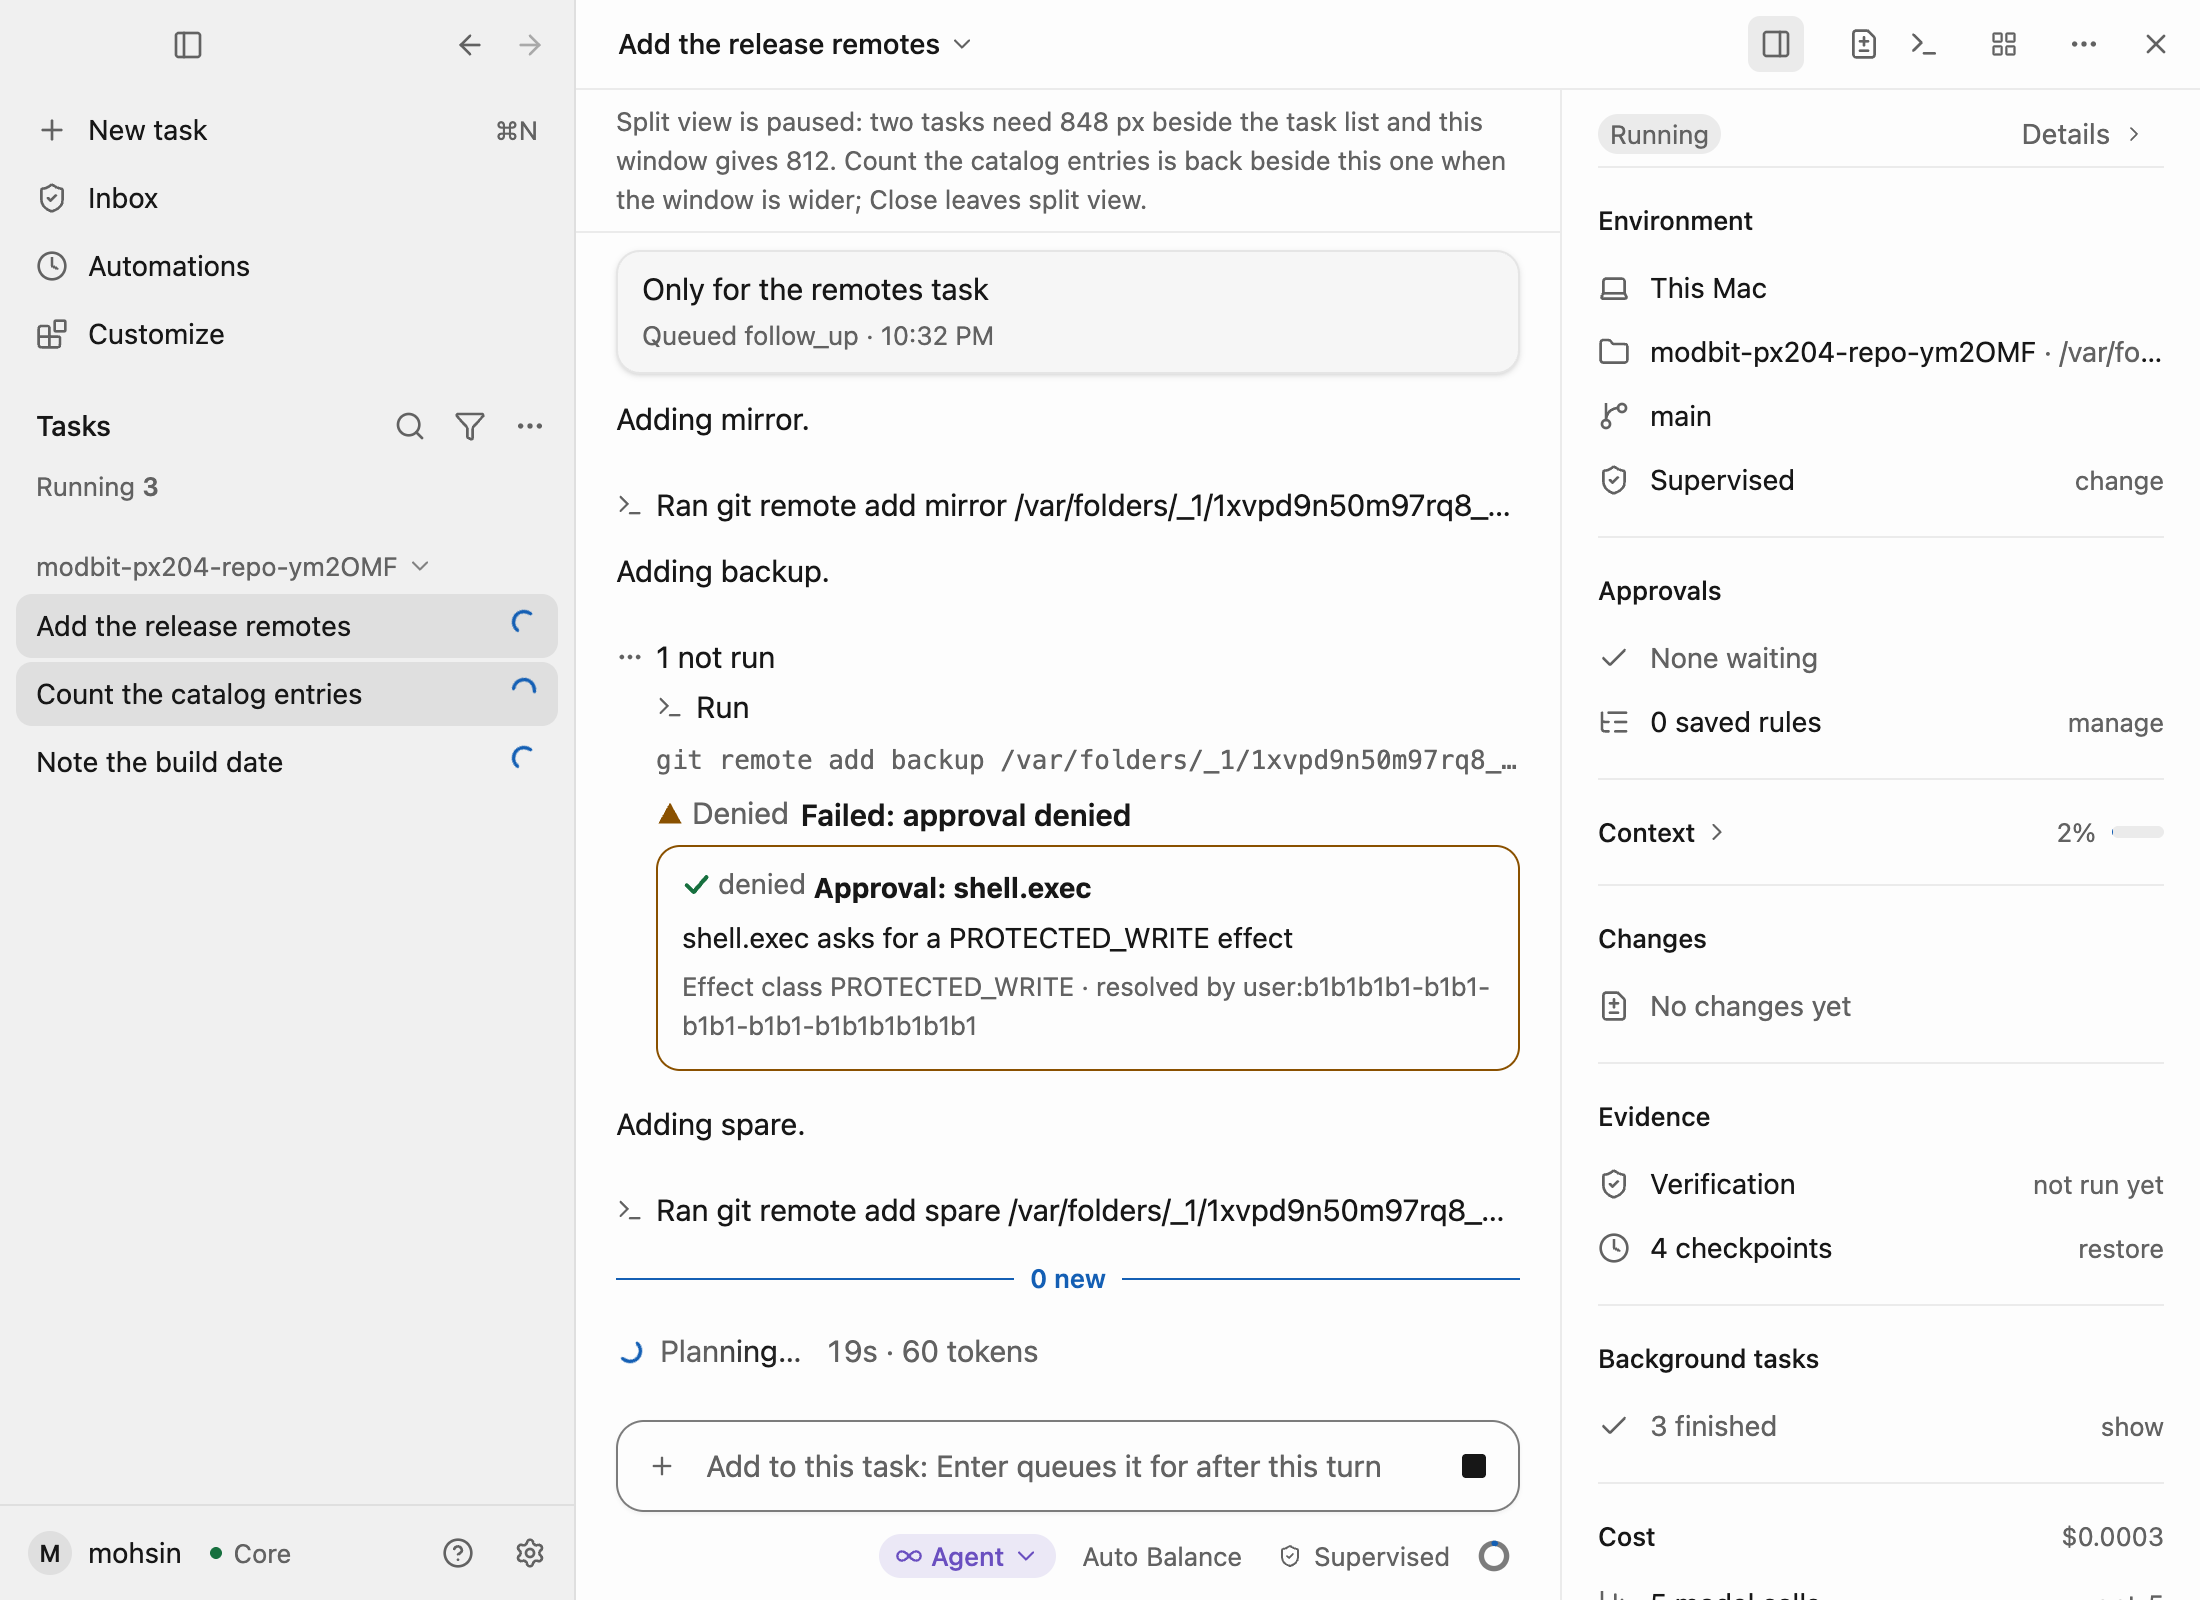 New task ⌘N
Inbox
Automations
Customize
Tasks
Running 3
modbit-px204-repo-ym2OMF
Add the release remotes
Count the catalog entries
Note the build date
M mohsin Core
Add the release remotes
Split view is paused: two tasks need 848 px beside the task list and this
window gives 812. Count the catalog entries is back beside this one when
the window is wider; Close leaves split view.
Only for the remotes task
Queued follow_up · 10:32 PM
Adding mirror.
Ran git remote add mirror /var/folders/_1/1xvpd9n50m97rq8_...
Adding backup.
1 not run
Run
git remote add backup /var/folders/_1/1xvpd9n50m97rq8_…
Denied Failed: approval denied
denied Approval: shell.exec
shell.exec asks for a PROTECTED_WRITE effect
Effect class PROTECTED_WRITE · resolved by user:b1b1b1b1-b1b1-
b1b1-b1b1-b1b1b1b1b1b1
Adding spare.
Ran git remote add spare /var/folders/_1/1xvpd9n50m97rq8_...
0 new
Planning... 19s · 60 tokens
Add to this task: Enter queues it for after this turn
Agent Auto Balance Supervised
Running Details
Environment
This Mac
modbit-px204-repo-ym2OMF · /var/fo...
main
Supervised change
Approvals
None waiting
0 saved rules manage
Context 2%
Changes
No changes yet
Evidence
Verification not run yet
4 checkpoints restore
Background tasks
3 finished show
Cost $0.0003
5 model calls